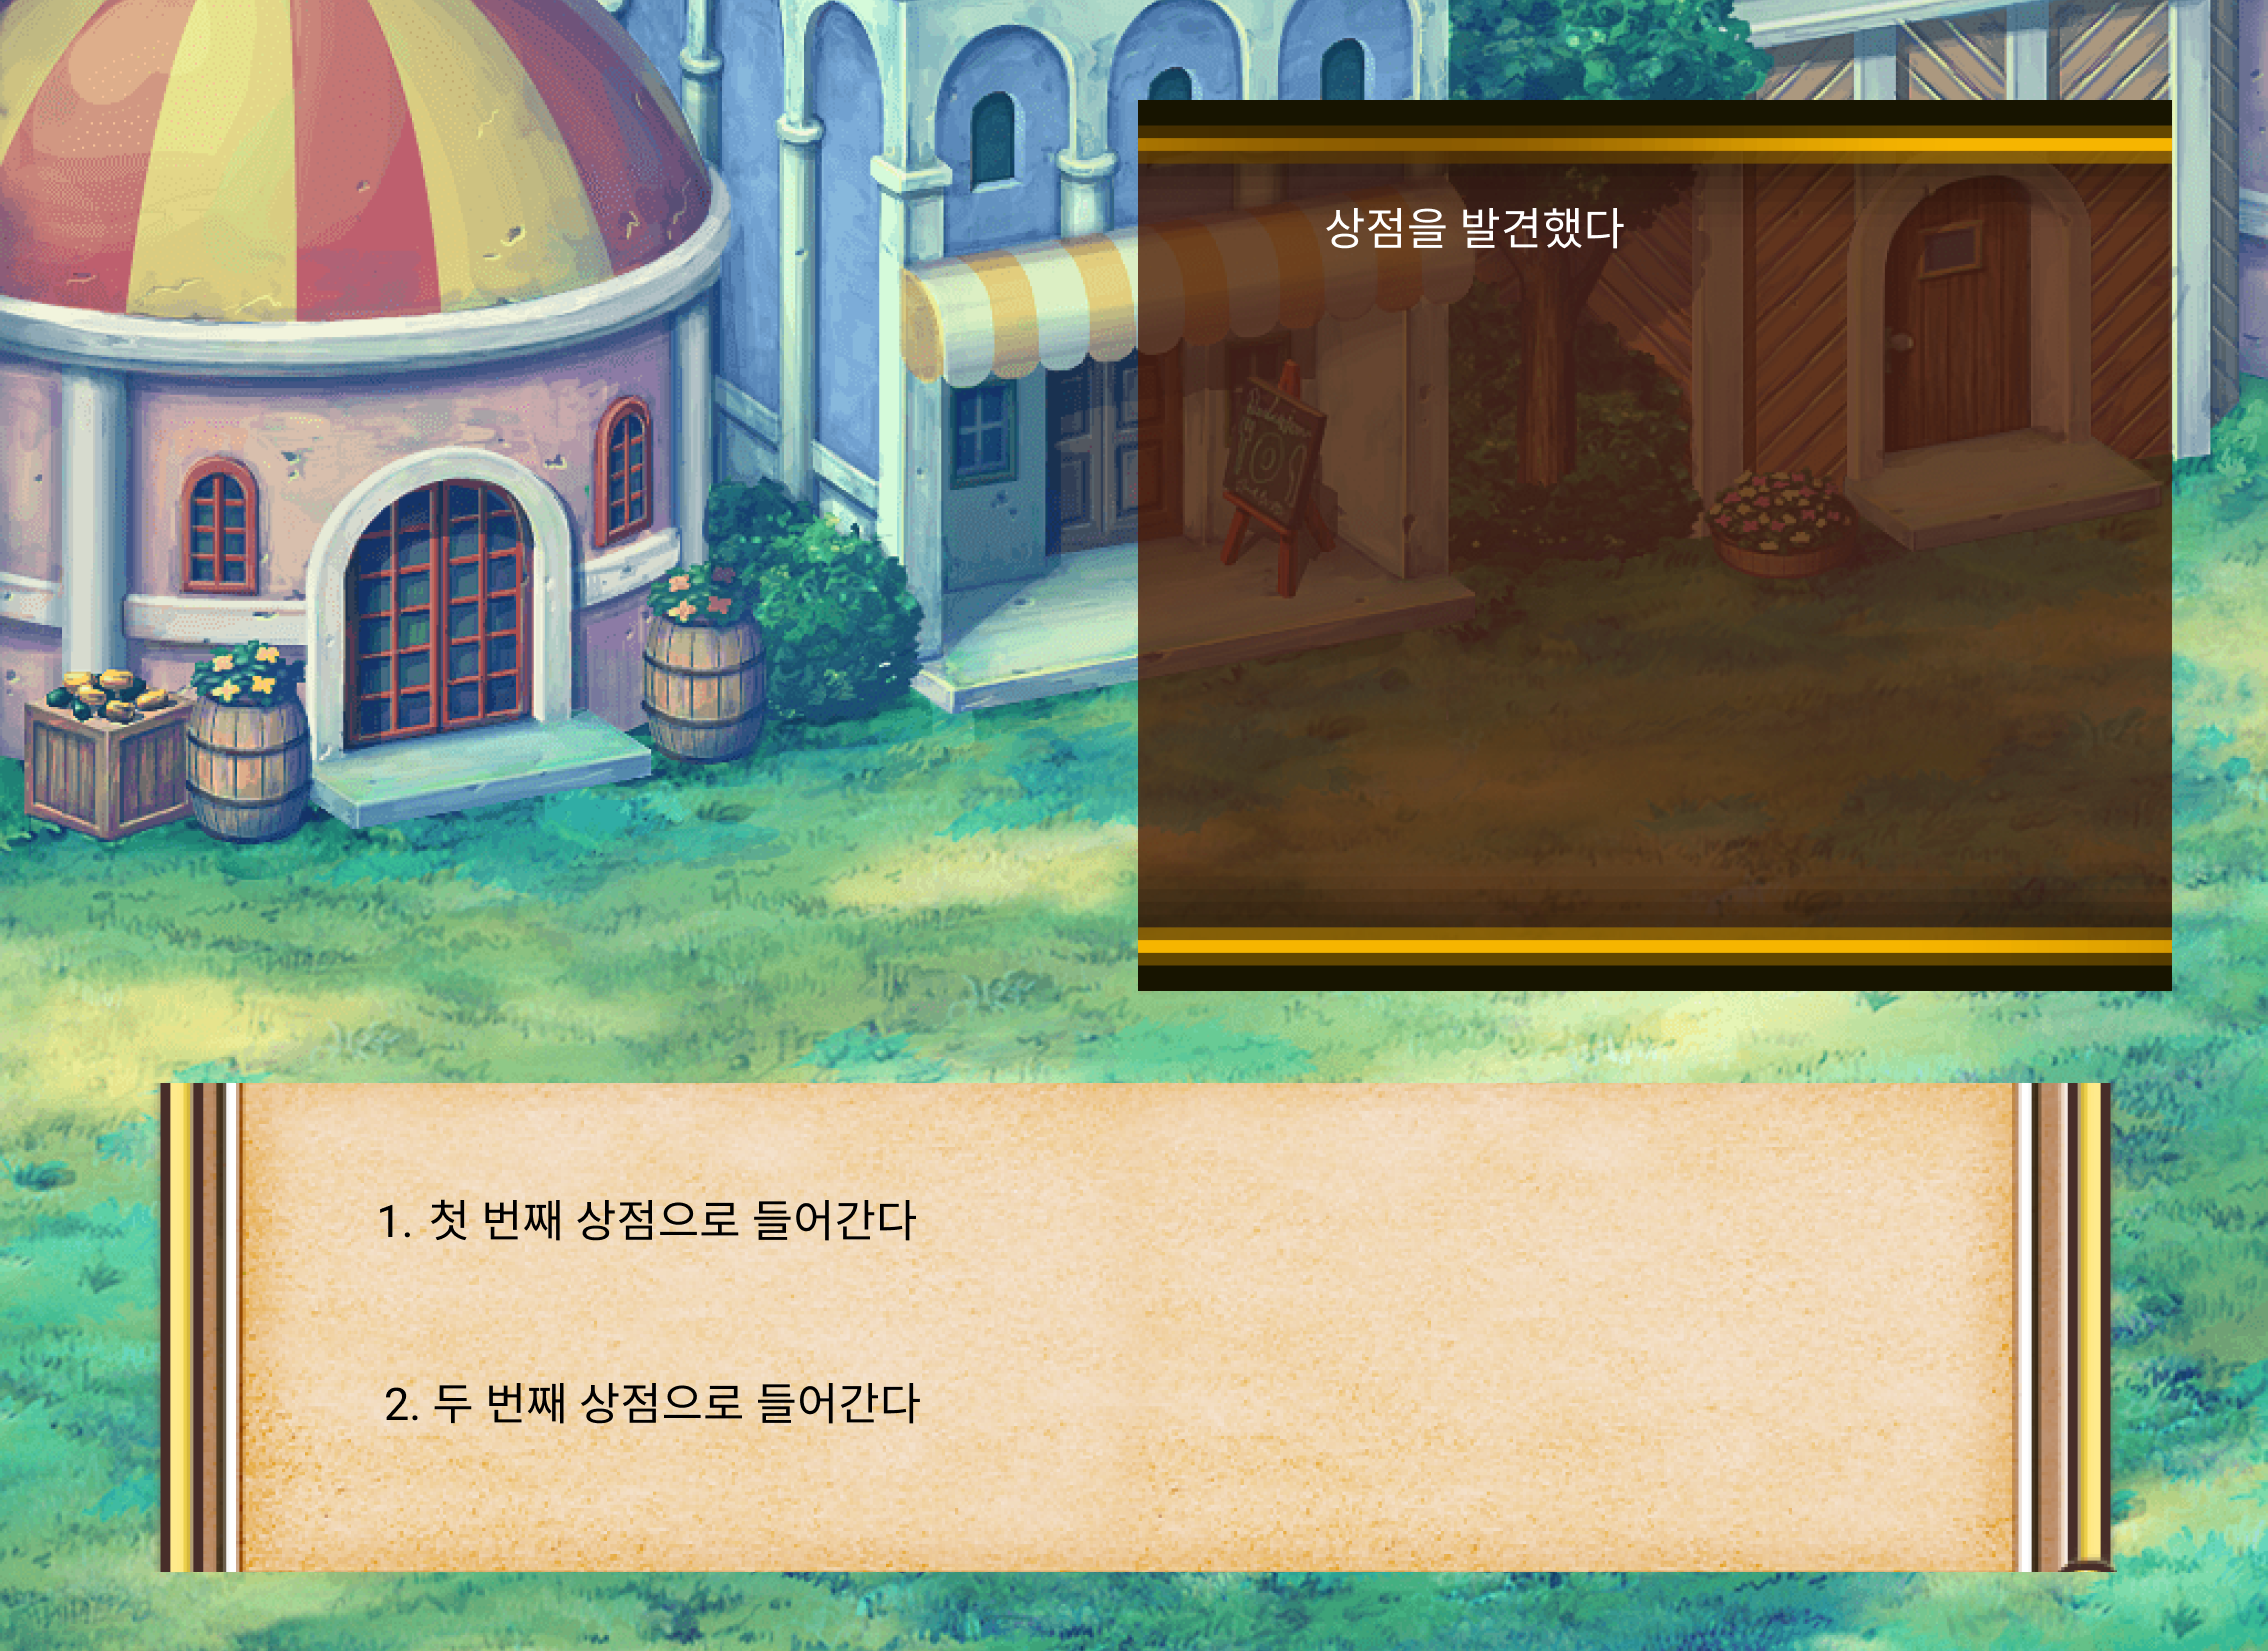 상점을 발견했다
1. 첫 번째 상점으로 들어간다
2. 두 번째 상점으로 들어간다